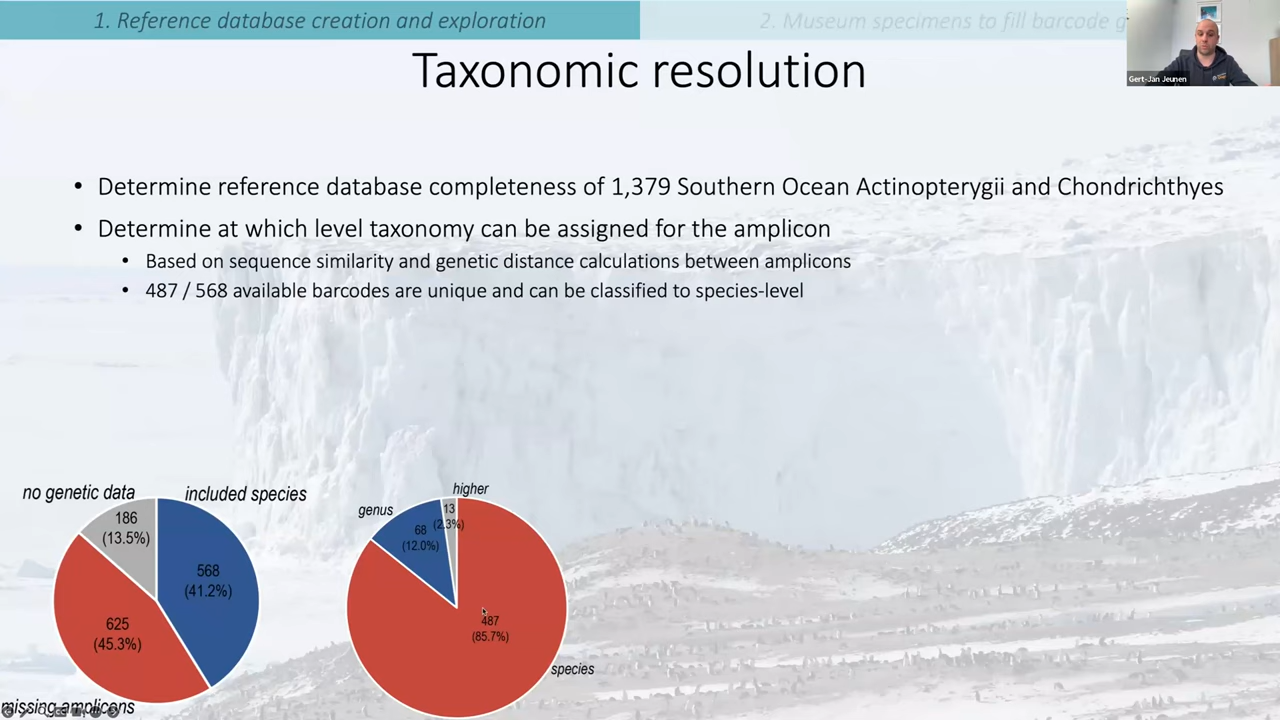 1. Reference database creation and exploration
2. Museum specimens to fill barcode
Gert-Jan Jeunen
Taxonomic resolution
• Determine reference database completeness of 1,379 Southern Ocean Actinopterygii and Chondrichthyes
• Determine at which level taxonomy can be assigned for the amplicon
• Based on sequence similarity and genetic distance calculations between amplicons
• 487 / 568 available barcodes are unique and can be classified to species-level
no genetic data
included species
186
(13.5%)
568
(41.2%)
625
(45.3%)
missing amplicons
higher
genus
13
(2.3%)
68
(12.0%)
487
(85.7%)
species